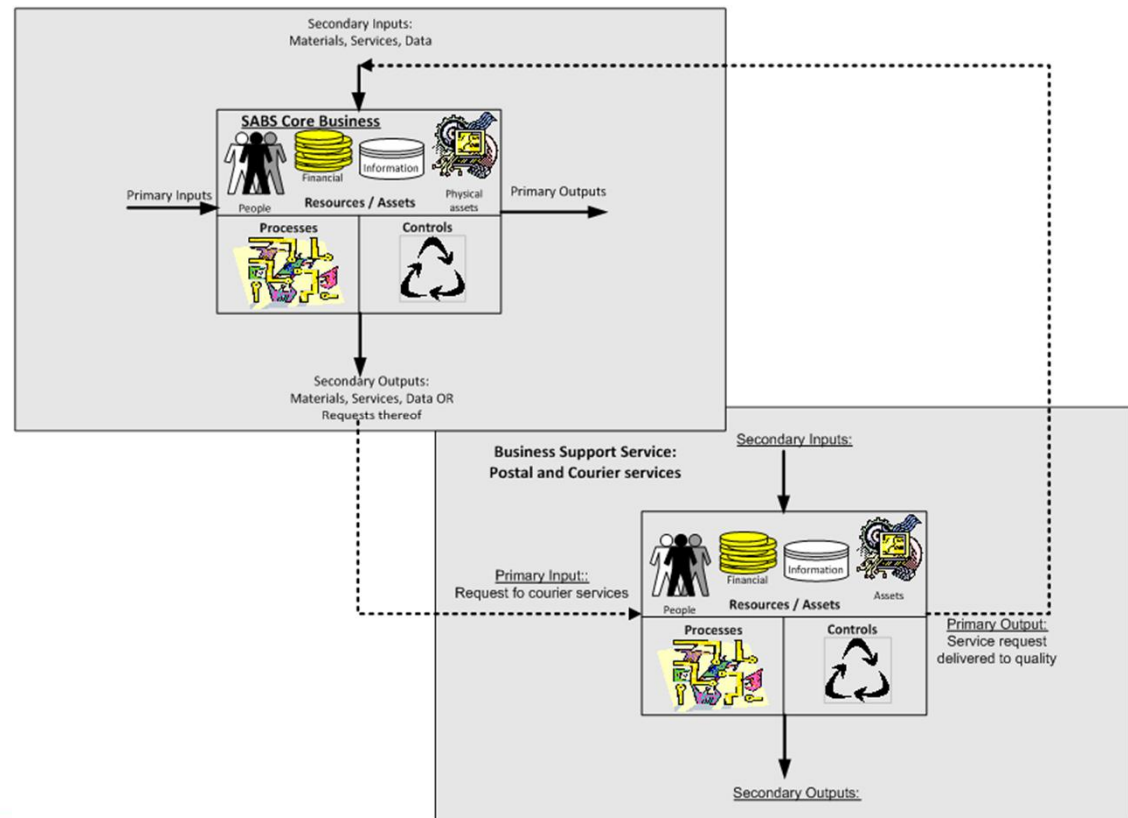 Secondary Inputs:
Materials, Services, Data
SABS Core Business
Financial
Information
People
Resources / Assets
Physical
assets
Primary Inputs
Primary Outputs
Processes
Controls
Secondary Outputs:
Materials, Services, Data OR
Requests thereof
Business Support Service:
Postal and Courier services
Secondary Inputs:
Financial
Information
People
Resources / Assets
Assets
Primary Input::
Request fo courier services
Processes
Controls
Primary Output:
Service request
delivered to quality
Secondary Outputs: